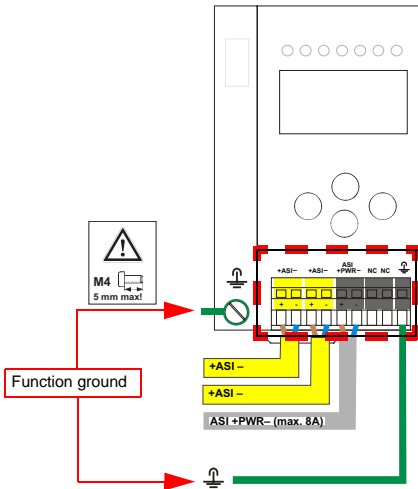 M4
5 mm max!
+ASI– +ASI– ASI +PWR– NC NC
+ - + - + -
+ASI –
+ASI –
ASI +PWR– (max. 8A)
Function ground